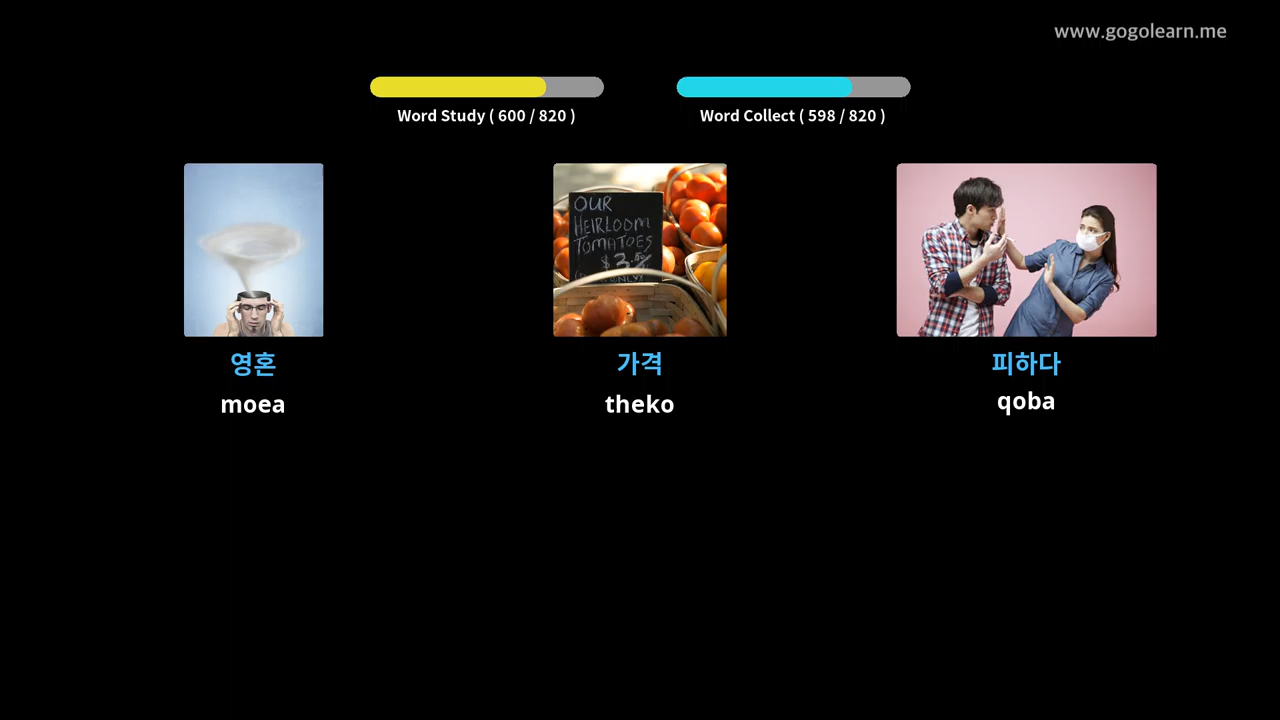 www.gogolearn.me
Word Study ( 600 / 820 )
Word Collect ( 598 / 820 )
OUR
HEIRLOOM
TOMATOES
영혼
가격
피하다
moea
theko
qoba